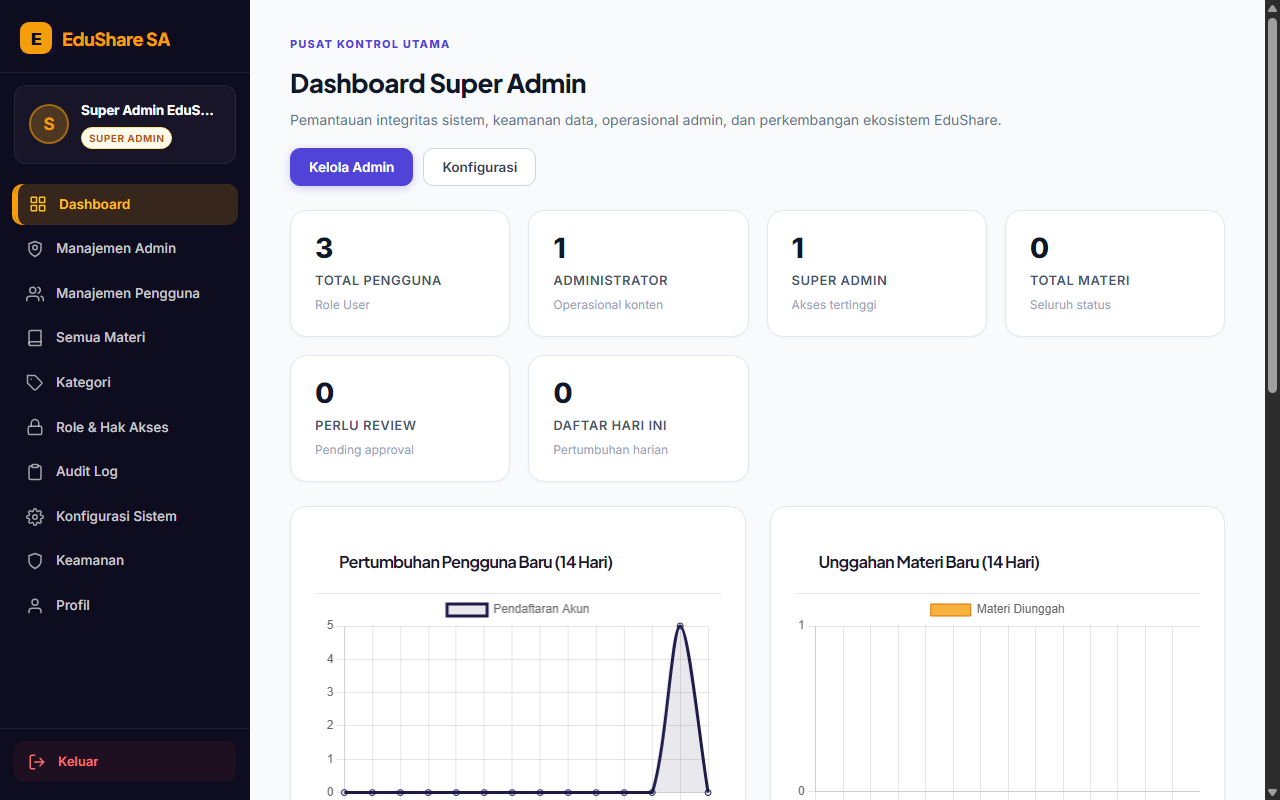 E EduShare SA
S
Super Admin EduS...
SUPER ADMIN
Dashboard
Manajemen Admin
Manajemen Pengguna
Semua Materi
Kategori
Role & Hak Akses
Audit Log
Konfigurasi Sistem
Keamanan
Profil
Keluar
PUSAT KONTROL UTAMA
Dashboard Super Admin
Pemantauan integritas sistem, keamanan data, operasional admin, dan perkembangan ekosistem EduShare.
Kelola Admin
Konfigurasi
3
TOTAL PENGGUNA
Role User
1
ADMINISTRATOR
Operasional konten
1
SUPER ADMIN
Akses tertinggi
0
TOTAL MATERI
Seluruh status
0
PERLU REVIEW
Pending approval
0
DAFTAR HARI INI
Pertumbuhan harian
Pertumbuhan Pengguna Baru (14 Hari)
Pendaftaran Akun
5
4
3
2
1
0
Unggahan Materi Baru (14 Hari)
Materi Diunggah
1
0